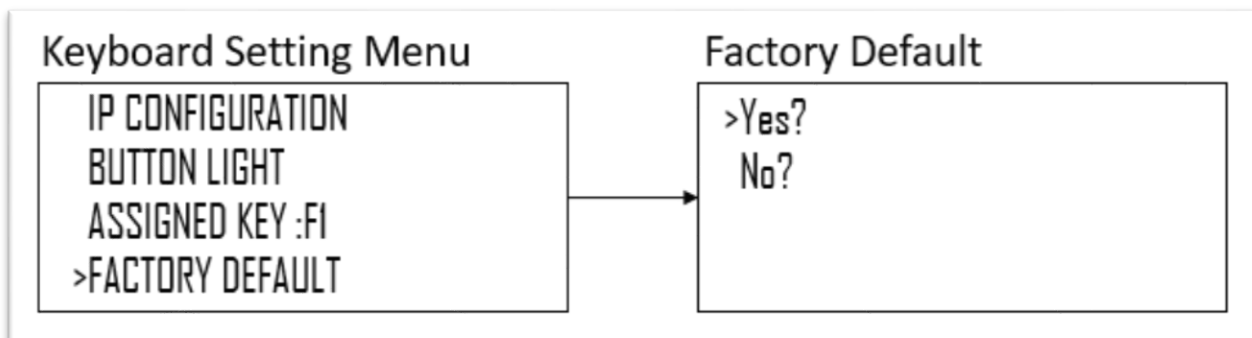 Keyboard Setting Menu
IP CONFIGURATION
BUTTON LIGHT
ASSIGNED KEY :F1
>FACTORY DEFAULT
Factory Default
>Yes?
No?